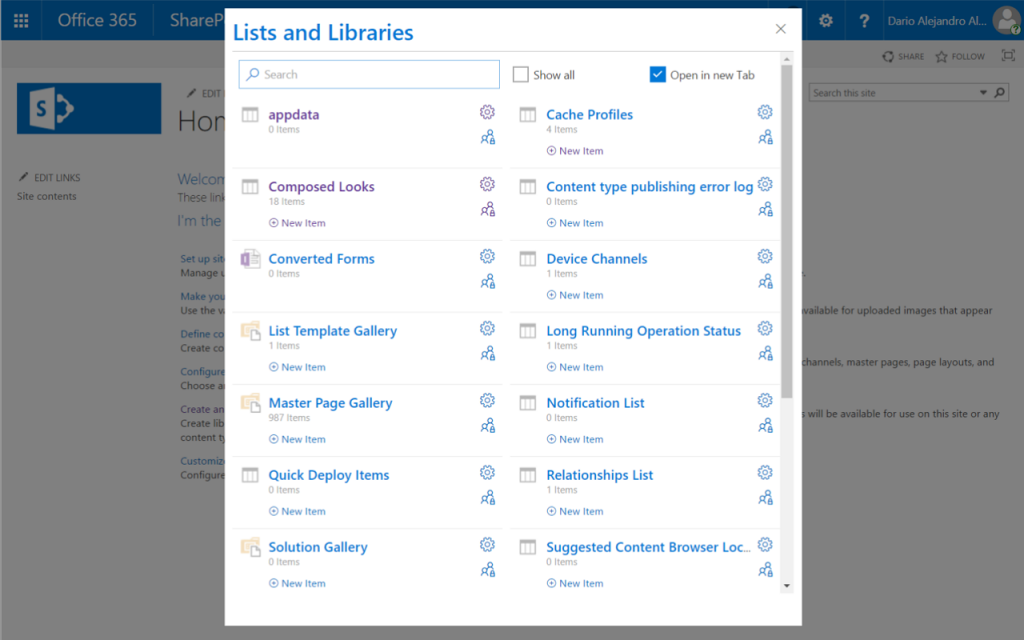 Office 365
ShareP
Dario Alejandro Al...
SHARE
FOLLOW
EDIT
Hom
Search this site
EDIT LINKS
Site contents
Welcom
These link
I'm the
Set up sit
Manage u
Make you
Use the va
vailable for uploaded images that appear
Define co
Create co
channels, master pages, page layouts, and
Configure
Choose a
Create an
Create lib
s will be available for use on this site or any
content ty
Customiz
Configure
Lists and Libraries
Search
Show all
Open in new Tab
appdata
0 Items
Cache Profiles
4 Items
New Item
Composed Looks
18 Items
New Item
Content type publishing error log
0 Items
New Item
Converted Forms
0 Items
Device Channels
1 Items
New Item
List Template Gallery
1 Items
New Item
Long Running Operation Status
1 Items
New Item
Master Page Gallery
987 Items
New Item
Notification List
0 Items
New Item
Quick Deploy Items
0 Items
New Item
Relationships List
1 Items
New Item
Solution Gallery
0 Items
New Item
Suggested Content Browser Loc...
0 Items
New Item